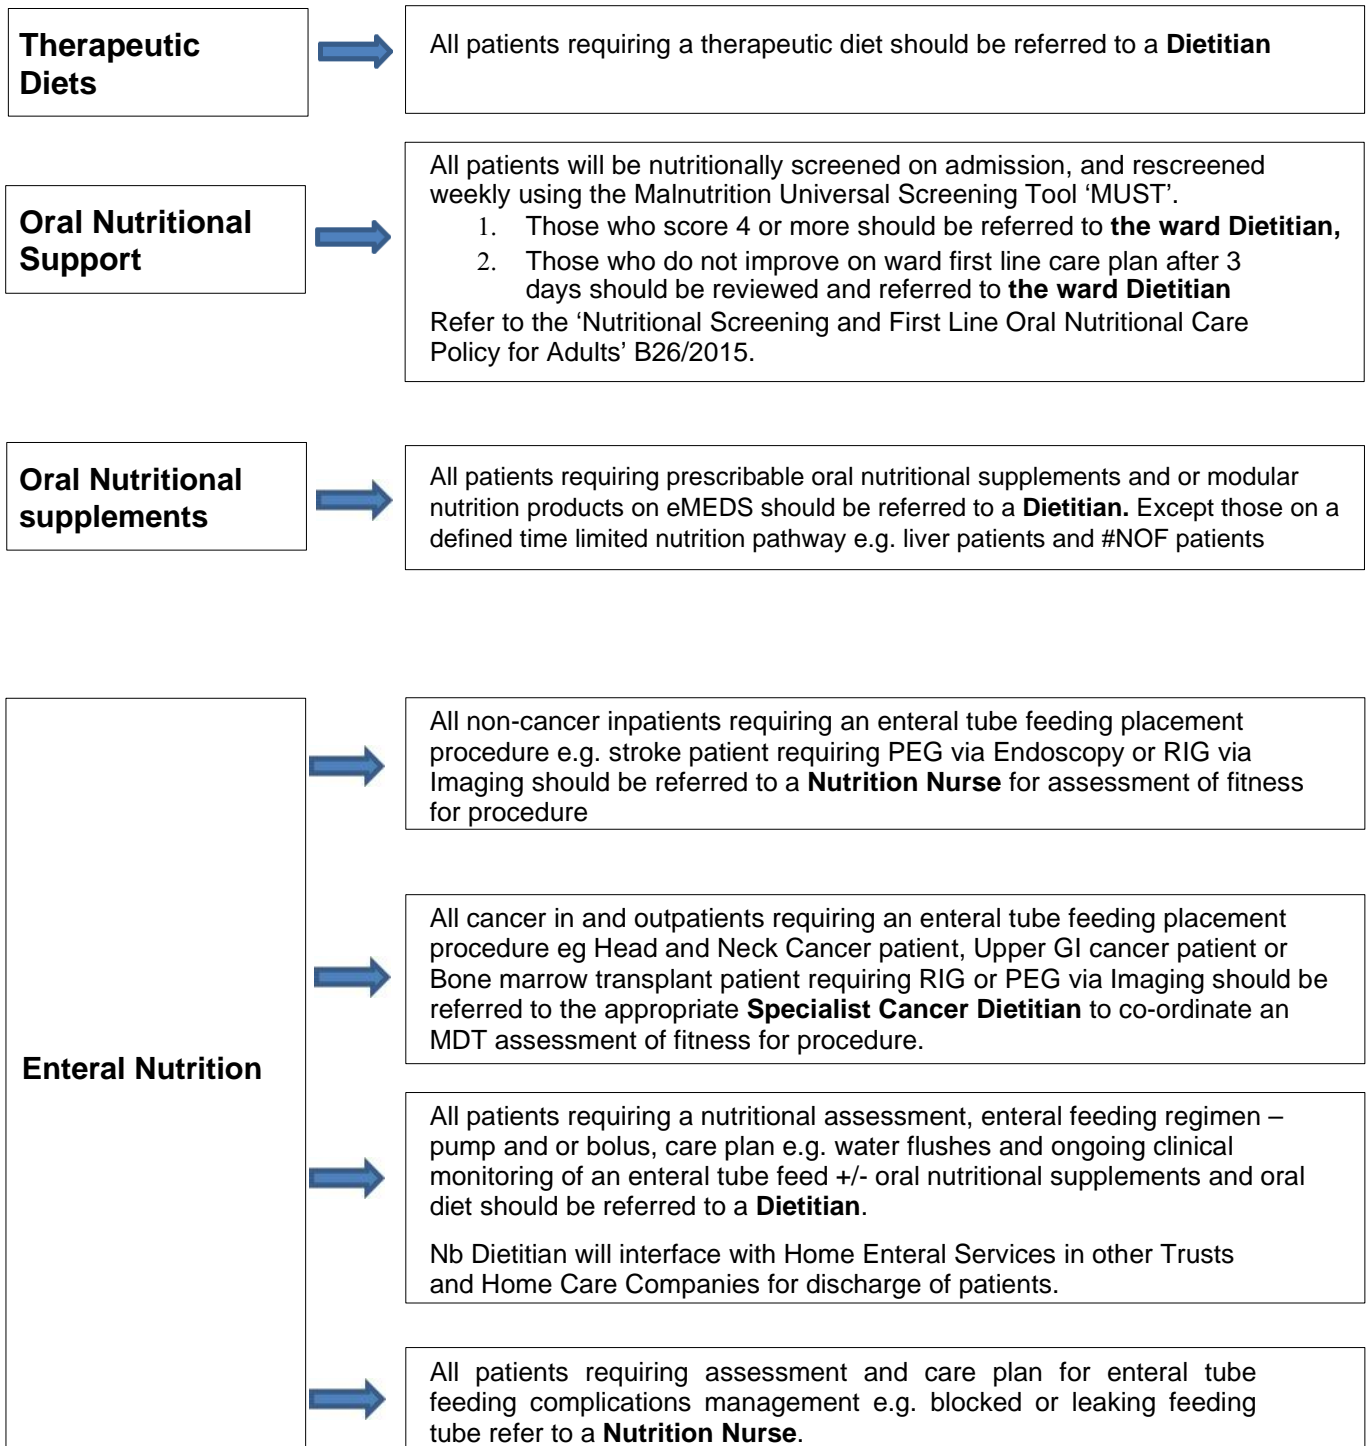 Therapeutic
Diets
All patients requiring a therapeutic diet should be referred to a Dietitian
Oral Nutritional
Support
All patients will be nutritionally screened on admission, and rescreened
weekly using the Malnutrition Universal Screening Tool ‘MUST’.
1. Those who score 4 or more should be referred to the ward Dietitian,
2. Those who do not improve on ward first line care plan after 3
days should be reviewed and referred to the ward Dietitian
Refer to the ‘Nutritional Screening and First Line Oral Nutritional Care
Policy for Adults’ B26/2015.
Oral Nutritional
supplements
All patients requiring prescribable oral nutritional supplements and or modular
nutrition products on eMEDS should be referred to a Dietitian. Except those on a
defined time limited nutrition pathway e.g. liver patients and #NOF patients
Enteral Nutrition
All non-cancer inpatients requiring an enteral tube feeding placement
procedure e.g. stroke patient requiring PEG via Endoscopy or RIG via
Imaging should be referred to a Nutrition Nurse for assessment of fitness
for procedure
All cancer in and outpatients requiring an enteral tube feeding placement
procedure eg Head and Neck Cancer patient, Upper GI cancer patient or
Bone marrow transplant patient requiring RIG or PEG via Imaging should be
referred to the appropriate Specialist Cancer Dietitian to co-ordinate an
MDT assessment of fitness for procedure.
All patients requiring a nutritional assessment, enteral feeding regimen –
pump and or bolus, care plan e.g. water flushes and ongoing clinical
monitoring of an enteral tube feed +/- oral nutritional supplements and oral
diet should be referred to a Dietitian.
Nb Dietitian will interface with Home Enteral Services in other Trusts
and Home Care Companies for discharge of patients.
All patients requiring assessment and care plan for enteral tube
feeding complications management e.g. blocked or leaking feeding
tube refer to a Nutrition Nurse.